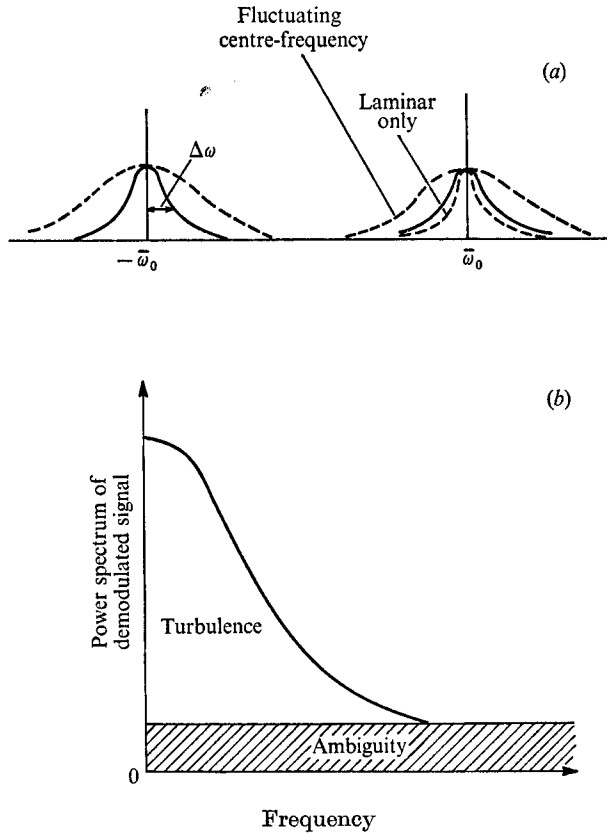 Fluctuating
centre-frequency
(a)
Laminar
only
Δω
− ω̄₀
ω̄₀
(b)
Power spectrum of
demodulated signal
Turbulence
Ambiguity
0
Frequency